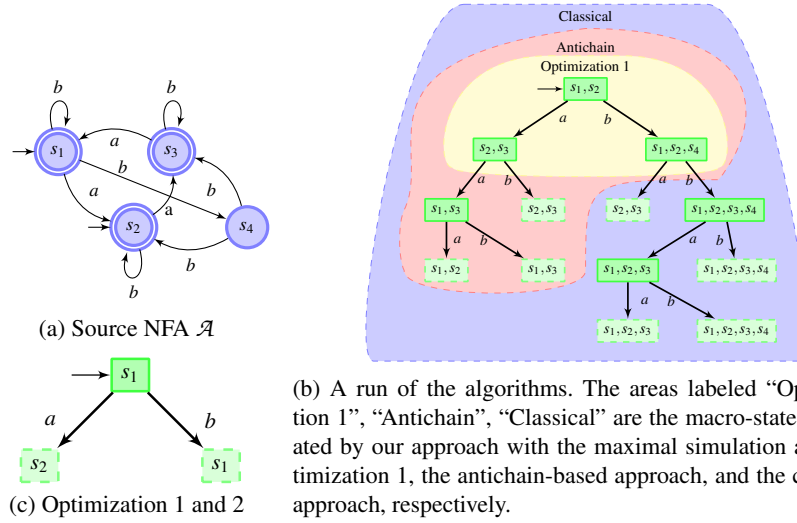 b
b
s1
a
s3
b
a
b
s2
a
s4
b
b
(a) Source NFA 𝒜
s1
a
b
s2
s1
(c) Optimization 1 and 2
Classical
Antichain
Optimization 1
s1, s2
a
b
s2, s3
s1, s2, s4
a
b
a
b
s1, s3
s2, s3
s2, s3
s1, s2, s3, s4
a
b
a
b
s1, s2
s1, s3
s1, s2, s3
s1, s2, s3, s4
a
b
s1, s2, s3
s1, s2, s3, s4
(b) A run of the algorithms. The areas labeled “Op
tion 1”, “Antichain”, “Classical” are the macro-state
ated by our approach with the maximal simulation a
timization 1, the antichain-based approach, and the c
approach, respectively.